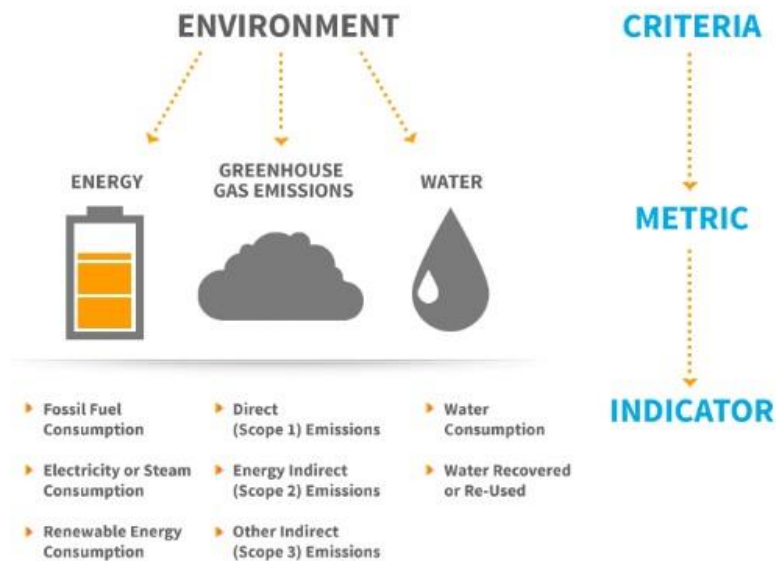 ENVIRONMENT
CRITERIA
ENERGY
GREENHOUSE
GAS EMISSIONS
WATER
METRIC
Fossil Fuel
Consumption
Electricity or Steam
Consumption
Renewable Energy
Consumption
Direct
(Scope 1) Emissions
Energy Indirect
(Scope 2) Emissions
Other Indirect
(Scope 3) Emissions
Water
Consumption
Water Recovered
or Re-Used
INDICATOR